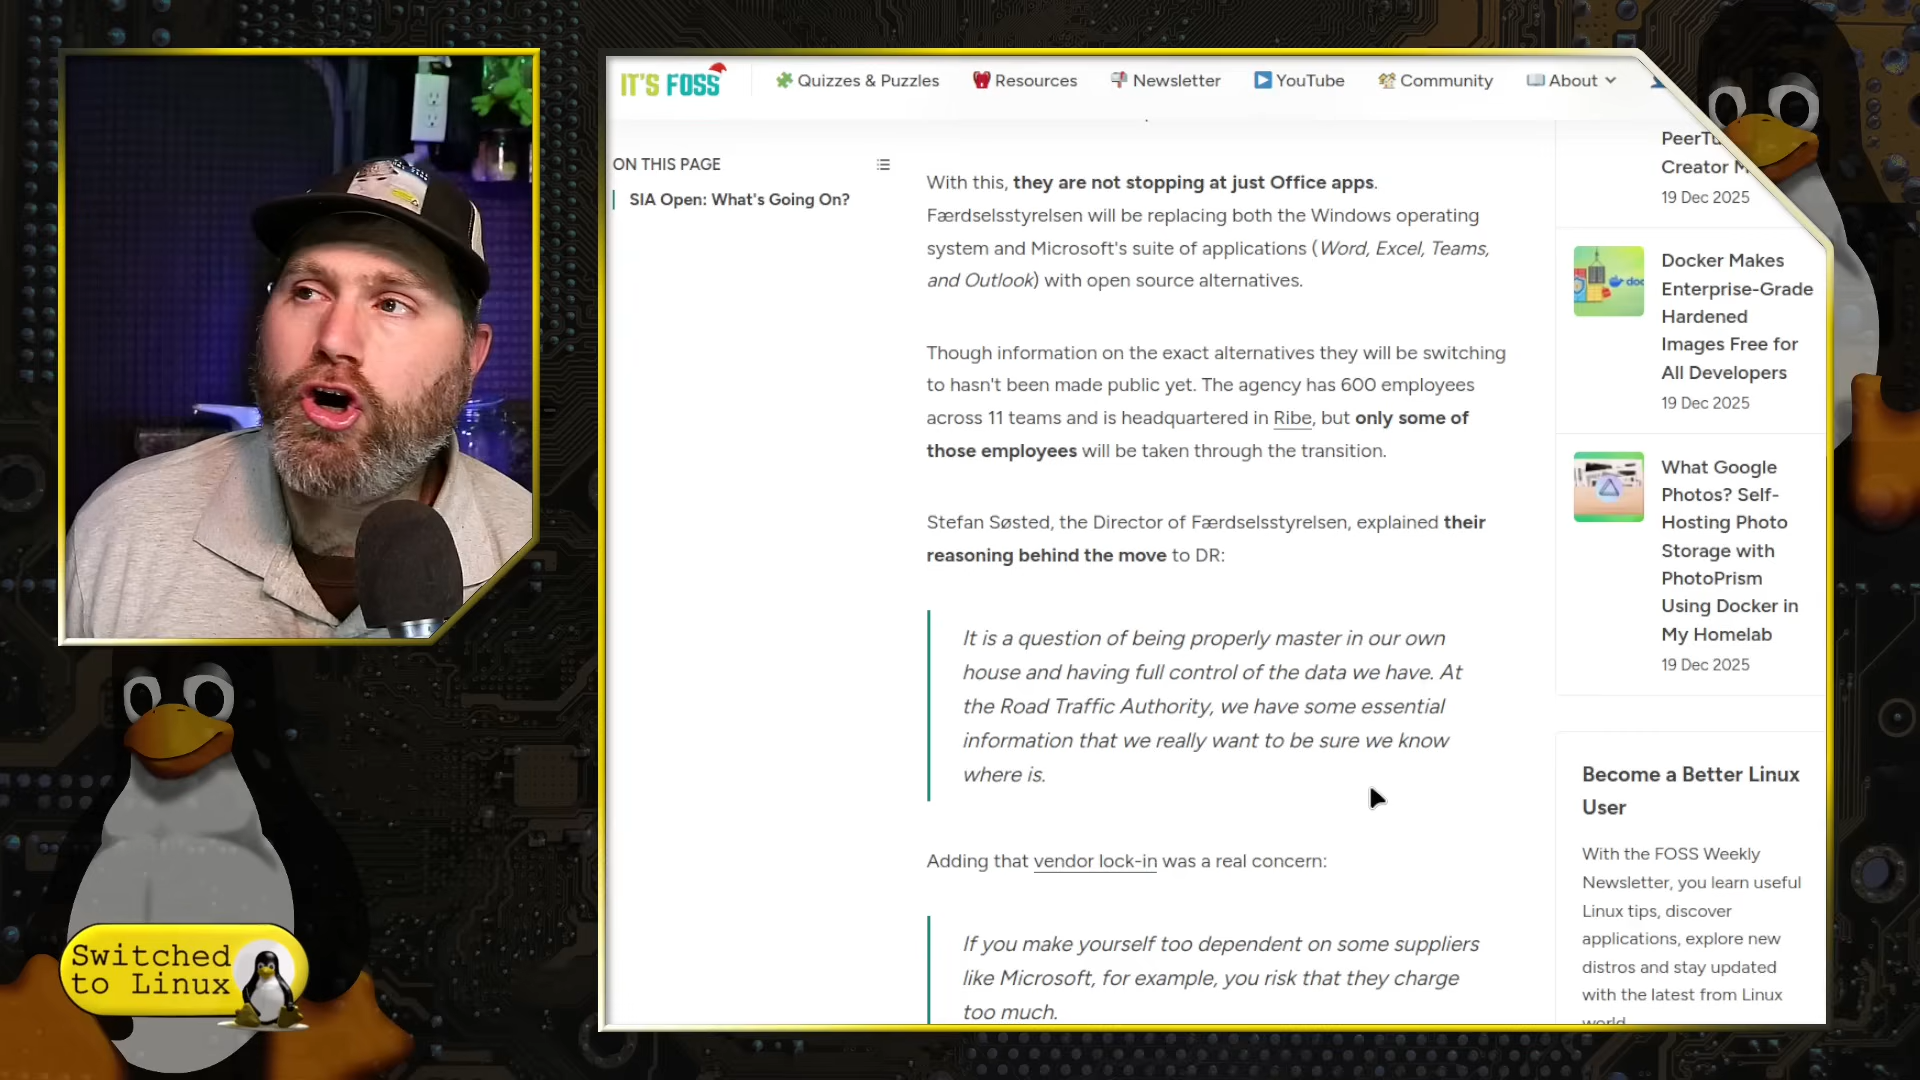 IT'S FOSS
Quizzes & Puzzles
Resources
Newsletter
YouTube
Community
About
ON THIS PAGE
SIA Open: What's Going On?
With this, they are not stopping at just Office apps.
Færdselsstyrelsen will be replacing both the Windows operating
system and Microsoft's suite of applications (Word, Excel, Teams,
and Outlook) with open source alternatives.
Though information on the exact alternatives they will be switching
to hasn't been made public yet. The agency has 600 employees
across 11 teams and is headquartered in Ribe, but only some of
those employees will be taken through the transition.
Stefan Søsted, the Director of Færdselsstyrelsen, explained their
reasoning behind the move to DR:
It is a question of being properly master in our own
house and having full control of the data we have. At
the Road Traffic Authority, we have some essential
information that we really want to be sure we know
where is.
Adding that vendor lock-in was a real concern:
If you make yourself too dependent on some suppliers
like Microsoft, for example, you risk that they charge
too much.
Creator
19 Dec 2025
Docker Makes
Enterprise-Grade
Hardened
Images Free for
All Developers
19 Dec 2025
What Google
Photos? Self-
Hosting Photo
Storage with
PhotoPrism
Using Docker in
My Homelab
19 Dec 2025
Become a Better Linux
User
With the FOSS Weekly
Newsletter, you learn useful
Linux tips, discover
applications, explore new
distros and stay updated
with the latest from Linux
world
Switched
to Linux